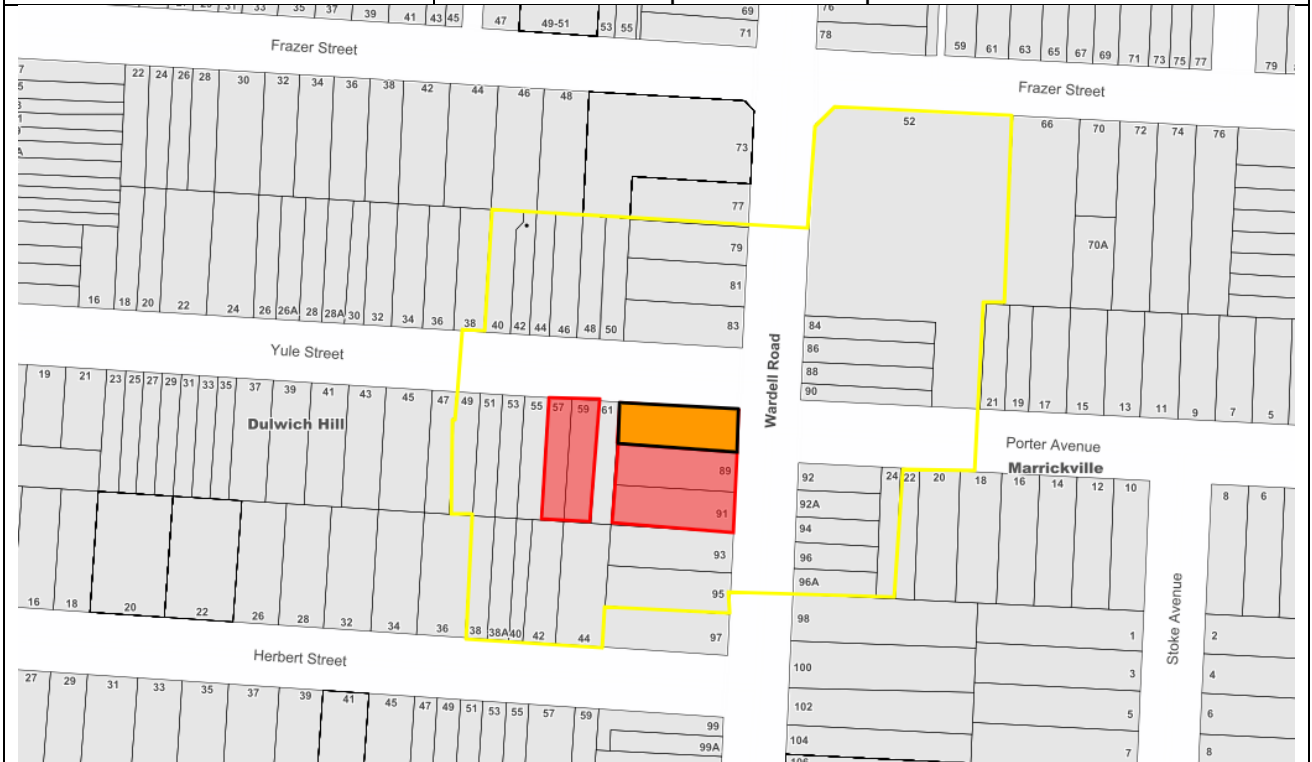 33 35 37 39 41 43 45 47 49-51 53 55 69
71
76
78
59 61 63 65 67 69 71 73 75 77 79
Frazer Street
Frazer Street
22 24 26 28 30 32 34 36 38 42 44 46 48
73
77
52
66 70 72 74 76
70A
79
81
83
16 18 20 22 24 26 26A 28 28A 30 32 34 36 38 40 42 44 46 48 50
84
86
88
90
Wardell Road
21 19 17 15 13 11 9 7 5
Yule Street
19 21 23 25 27 29 31 33 35 37 39 41 43 45 47 49 51 53 55 57 59 61
Dulwich Hill
89
91
93
95
97
Porter Avenue
Marrickville
92
92A
94
96
96A
24 22 20 18 16 14 12 10
8 6
16 18 20 22 26 28 32 34 36 38 38A 40 42 44
Herbert Street
98
100
102
104
106
1
3
5
7
Stoke Avenue
2
4
6
8
27 29 31 33 35 37 39 41 45 47 49 51 53 55 57 59
99
99A